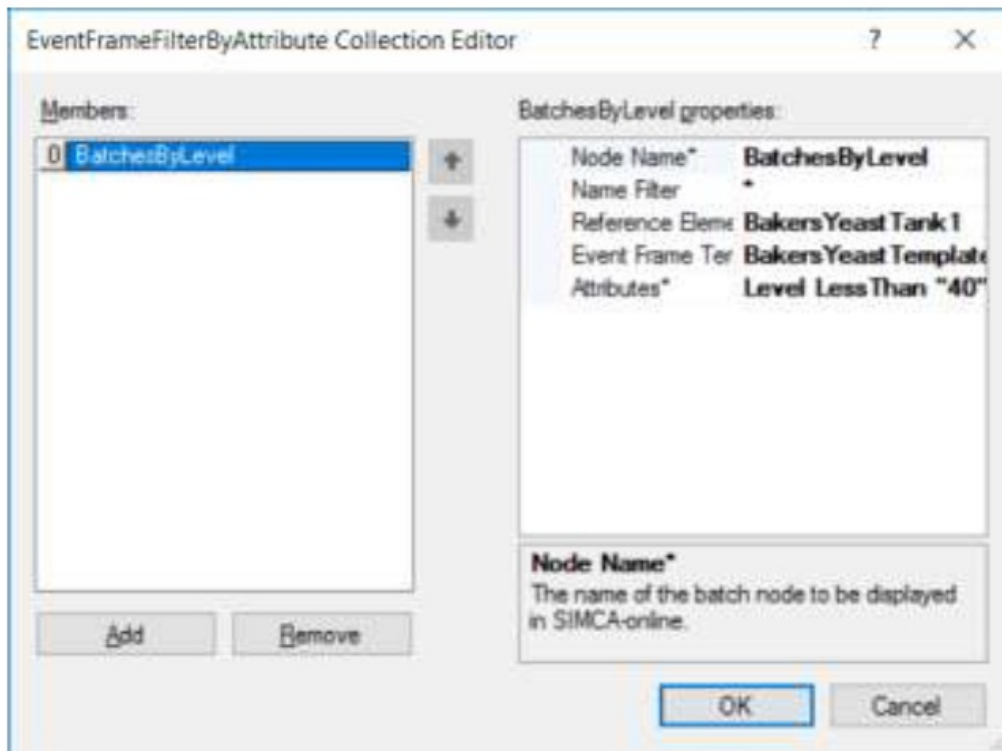 EventFrameFilterByAttribute Collection Editor ? ×
Members:
0 BatchesByLevel
BatchesByLevel properties:
Node Name* BatchesByLevel
Name Filter *
Reference Eleme BakersYeastTank1
Event Frame Ter BakersYeastTemplate
Attributes* Level LessThan "40"
Node Name*
The name of the batch node to be displayed
in SIMCA-online.
Add Remove
OK Cancel